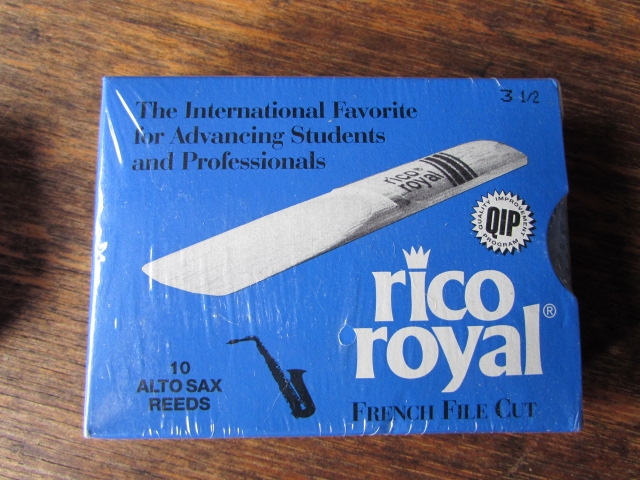 3 1/2
The International Favorite
for Advancing Students
and Professionals
rico
royal
QUALITY IMPROVEMENT
QIP
PROGRAM
rico
royal®
10
ALTO SAX
REEDS
FRENCH FILE CUT